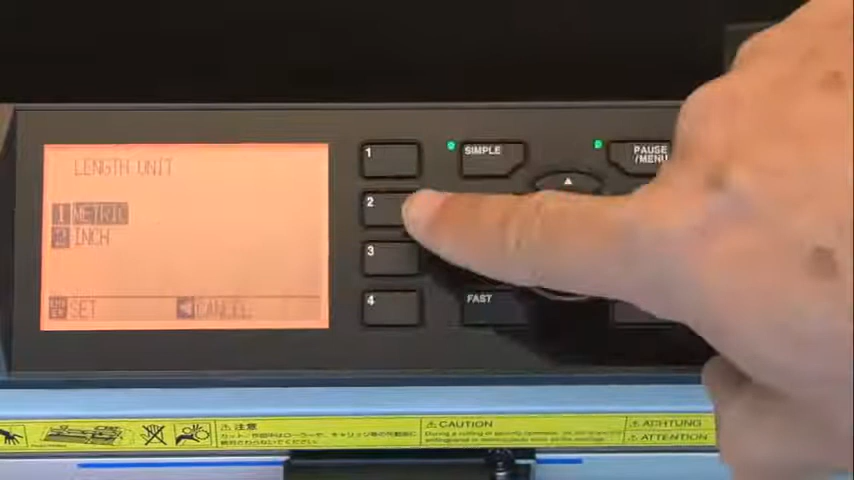 LENGTH UNIT
1 METRIC
2 INCH
SET CANCEL
1
2
3
4
SIMPLE
PAUSE
/MENU
▲
FAST
⚠注意
⚠CAUTION
⚠ACHTUNG
⚠ATTENTION